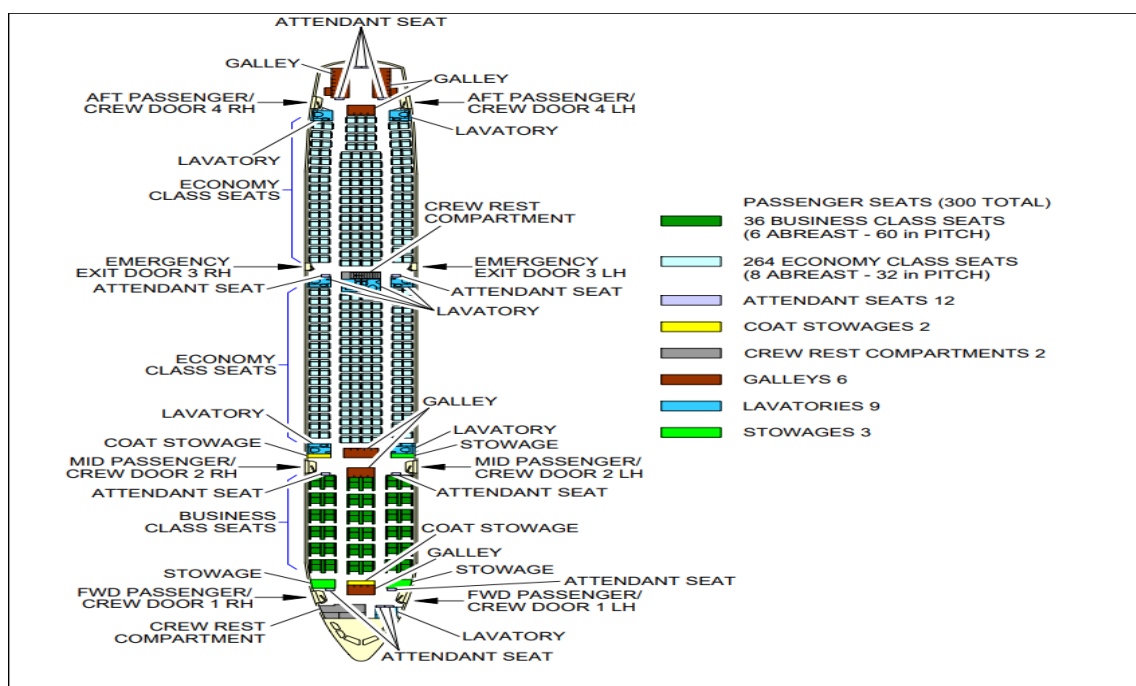 ATTENDANT SEAT
GALLEY
GALLEY
AFT PASSENGER/
CREW DOOR 4 RH
AFT PASSENGER/
CREW DOOR 4 LH
LAVATORY
LAVATORY
ECONOMY
CLASS SEATS
CREW REST
COMPARTMENT
EMERGENCY
EXIT DOOR 3 RH
EMERGENCY
EXIT DOOR 3 LH
ATTENDANT SEAT
ATTENDANT SEAT
LAVATORY
ECONOMY
CLASS SEATS
GALLEY
LAVATORY
LAVATORY
COAT STOWAGE
STOWAGE
MID PASSENGER/
CREW DOOR 2 RH
MID PASSENGER/
CREW DOOR 2 LH
ATTENDANT SEAT
ATTENDANT SEAT
BUSINESS
CLASS SEATS
COAT STOWAGE
GALLEY
STOWAGE
STOWAGE
ATTENDANT SEAT
FWD PASSENGER/
CREW DOOR 1 RH
FWD PASSENGER/
CREW DOOR 1 LH
CREW REST
COMPARTMENT
LAVATORY
ATTENDANT SEAT
PASSENGER SEATS (300 TOTAL)
36 BUSINESS CLASS SEATS
(6 ABREAST - 60 in PITCH)
264 ECONOMY CLASS SEATS
(8 ABREAST - 32 in PITCH)
ATTENDANT SEATS 12
COAT STOWAGES 2
CREW REST COMPARTMENTS 2
GALLEYS 6
LAVATORIES 9
STOWAGES 3